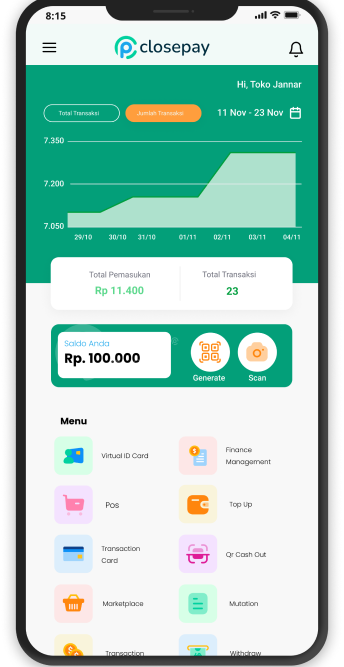 8:15
closepay
Hi, Toko Jannar
Total Transaksi
Jumlah Transaksi
11 Nov - 23 Nov
7.350
7.200
7.050
29/10 30/10 31/10 01/11 02/11 03/11 04/11
Total Pemasukan
Total Transaksi
Rp 11.400
23
Saldo Anda
Rp. 100.000
Generate
Scan
Menu
Virtual ID Card
Finance
Management
Pos
Top Up
Transaction
Card
Qr Cash Out
Marketplace
Mutation
Transaction
Withdraw